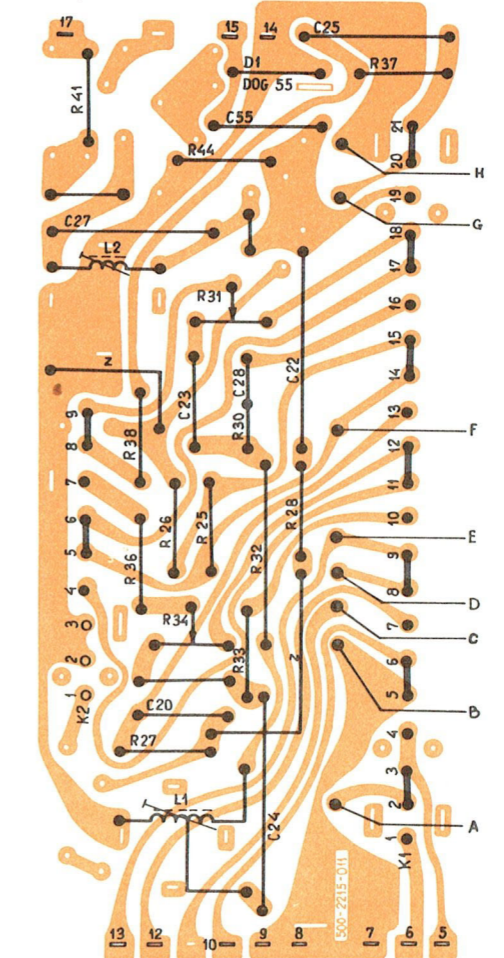 17 15 14 C25
D1 R37
DOG 55
R41
C55
21
R44 20
H
19
G
C27
18
L2
17
R31
16
15
N
C23 C28 C22
14
9 13
F
8 R38 R30 12
7 11
R26 R25 R28
6 10
E
5 R36 R32 9
4 8 D
R34 C
3 7
2 R33 Z 6
1 5
K2 C20 B
4
R27
3
L1
2
C24 A
1
K1
500-2215-011
13 12 10 9 8 7 6 5